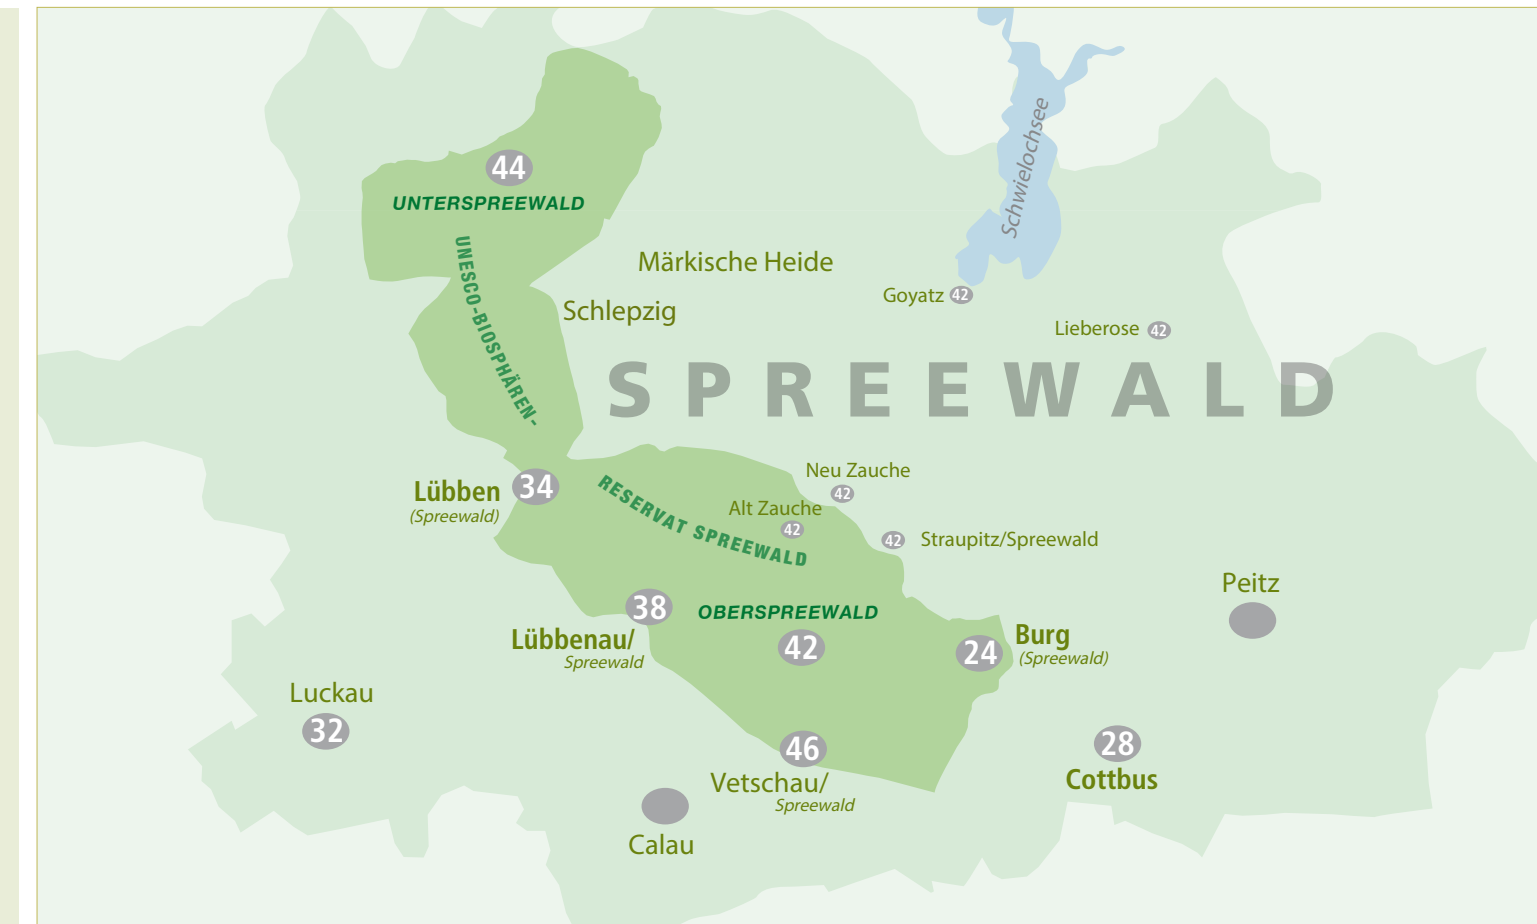 44
UNTERSPREEWALD
UNESCO-BIOSPHÄREN-
Schwielochsee
Märkische Heide
Goyatz 42
Schlepzig
Lieberose 42
SPREEWALD
Neu Zauche
42
Lübben 34
(Spreewald)
RESERVAT SPREEWALD
Alt Zauche
42
42 Straupitz/Spreewald
Peitz
38
OBERSPREEWALD
Lübbenau/
Spreewald
42
24 Burg
(Spreewald)
Luckau
32
46
Vetschau/
Spreewald
28
Cottbus
Calau